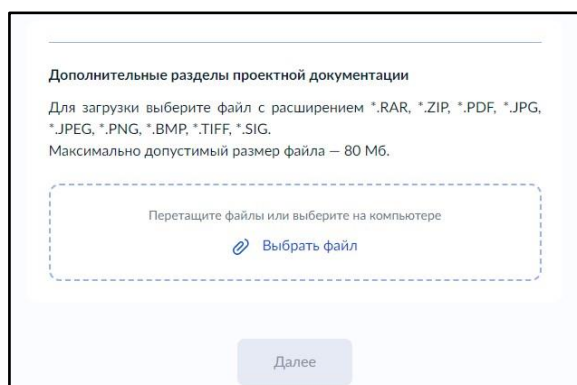 Дополнительные разделы проектной документации
Для загрузки выберите файл с расширением *.RAR, *.ZIP, *.PDF, *.JPG,
*.JPEG, *.PNG, *.BMP, *.TIFF, *.SIG.
Максимально допустимый размер файла — 80 Мб.
Перетащите файлы или выберите на компьютере
Выбрать файл
Далее